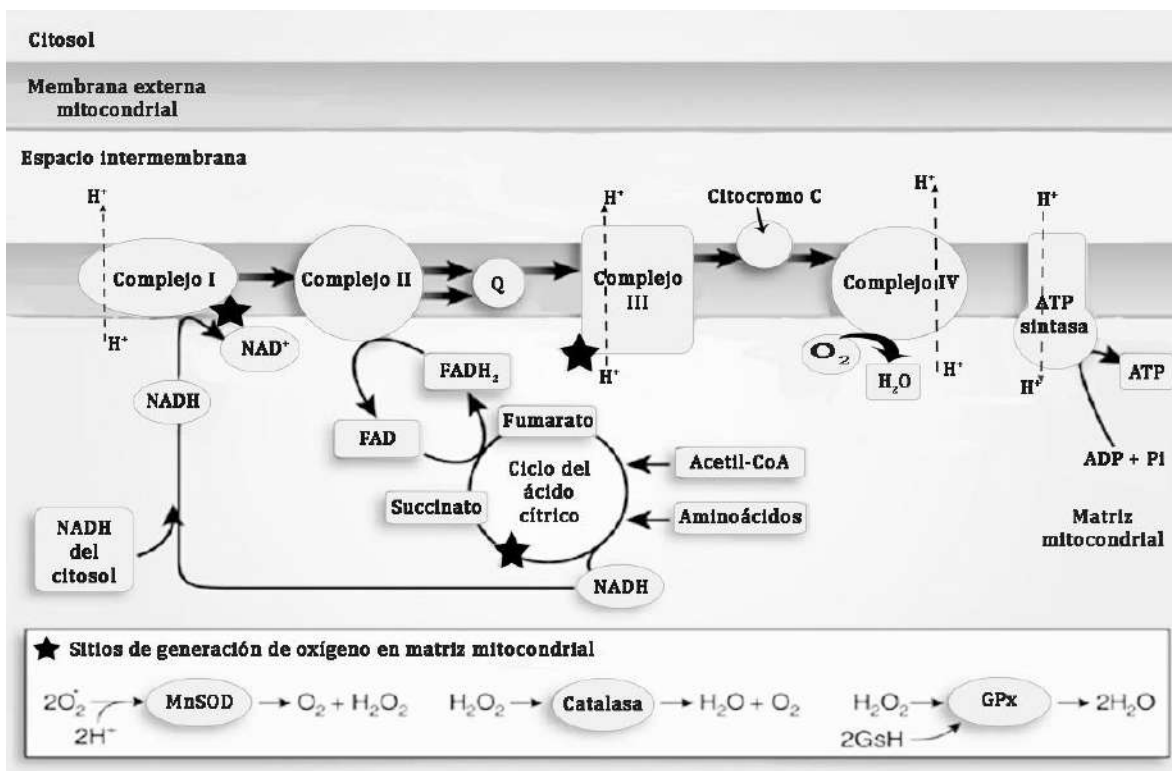 Citosol
Membrana externa
mitocondrial
Espacio intermembrana
H⁺
H⁺
Citocromo C
H⁺
H⁺
Complejo I
Complejo II
Q
Complejo
III
Complejo IV
ATP
sintasa
H⁺
NAD⁺
NADH
FADH₂
FAD
H⁺
O₂
H₂O
H⁺
H⁺
ATP
Fumarato
Ciclo del
ácido
cítrico
Succinato
Acetil-CoA
Aminoácidos
ADP + Pi
Matriz
mitocondrial
NADH
del
citosol
NADH
★ Sitios de generación de oxígeno en matriz mitocondrial
2O₂•
2H⁺
MnSOD
O₂ + H₂O₂
H₂O₂
Catalasa
H₂O + O₂
H₂O₂
2GsH
GPx
2H₂O